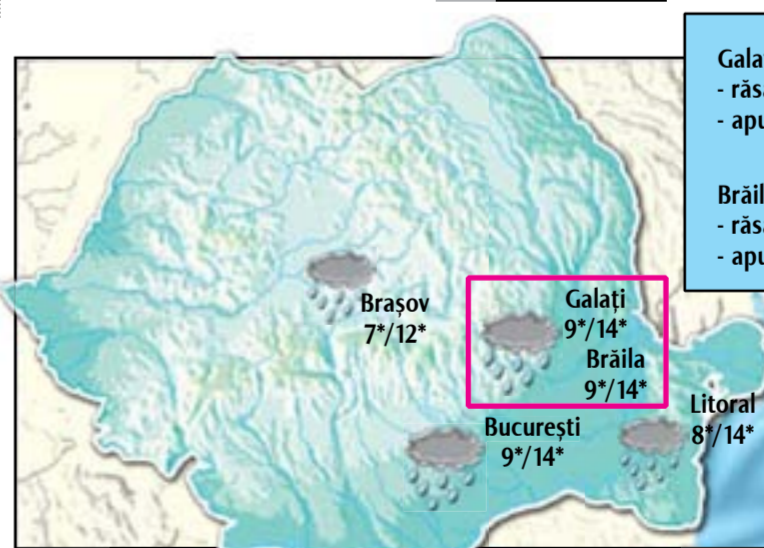 Brașov
7*/12*
Galați
9*/14*
Brăila
9*/14*
București
9*/14*
Litoral
8*/14*
-
-
-
-